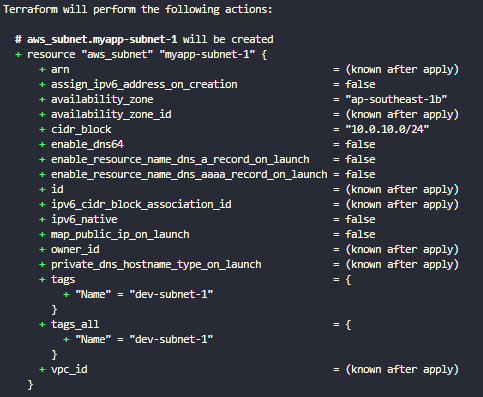 Terraform will perform the following actions:
# aws_subnet.myapp-subnet-1 will be created
+ resource "aws_subnet" "myapp-subnet-1" {
+ arn = (known after apply)
+ assign_ipv6_address_on_creation = false
+ availability_zone = "ap-southeast-1b"
+ availability_zone_id = (known after apply)
+ cidr_block = "10.0.10.0/24"
+ enable_dns64 = false
+ enable_resource_name_dns_a_record_on_launch = false
+ enable_resource_name_dns_aaaa_record_on_launch = false
+ id = (known after apply)
+ ipv6_cidr_block_association_id = (known after apply)
+ ipv6_native = false
+ map_public_ip_on_launch = false
+ owner_id = (known after apply)
+ private_dns_hostname_type_on_launch = (known after apply)
+ tags = {
+ "Name" = "dev-subnet-1"
}
+ tags_all = {
+ "Name" = "dev-subnet-1"
}
+ vpc_id = (known after apply)
}